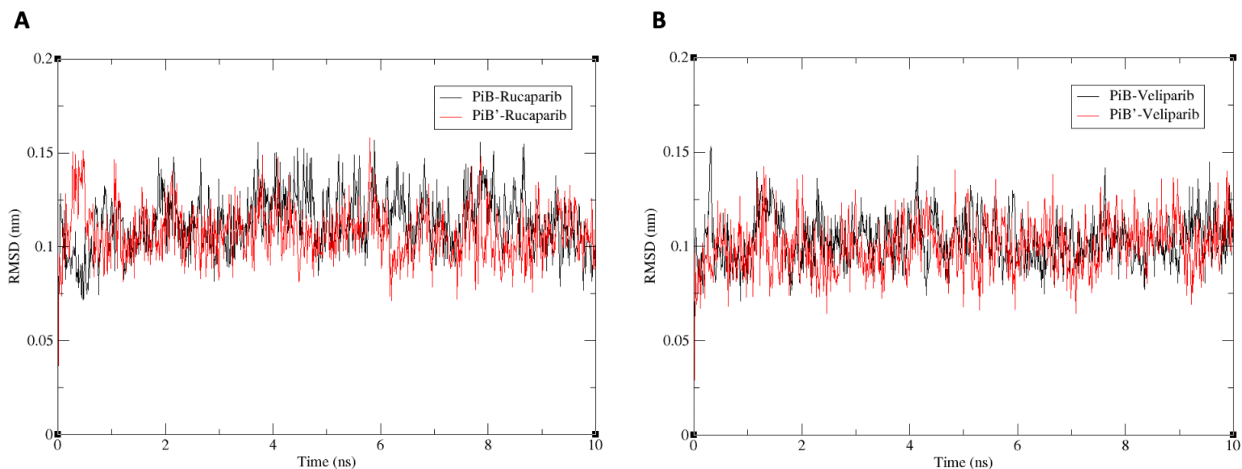 A
B
0.2
0.15
0.1
0.05
0
RMSD (nm)
PiB-Rucaparib
PiB'-Rucaparib
0
2
4
6
8
10
Time (ns)
0.2
0.15
0.1
0.05
0
RMSD (nm)
PiB-Veliparib
PiB'-Veliparib
0
2
4
6
8
10
Time (ns)